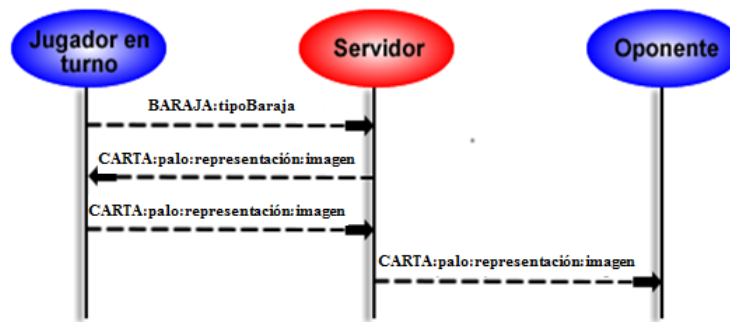 Jugador en
turno
Servidor
Oponente
BARAJA:tipoBaraja
CARTA:palo:representación:imagen
CARTA:palo:representación:imagen
CARTA:palo:representación:imagen